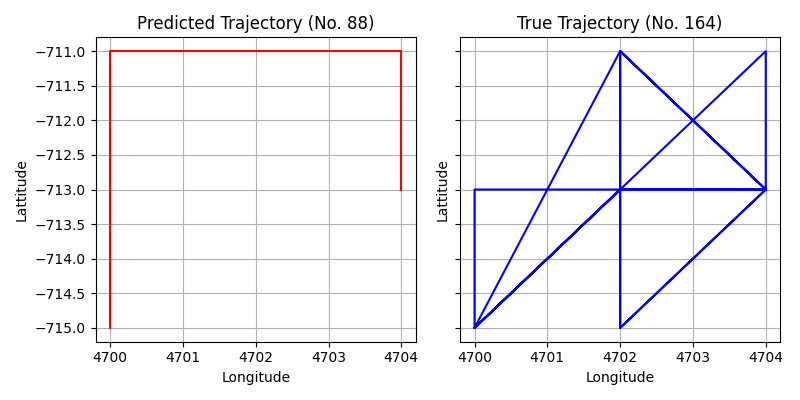 Predicted Trajectory (No. 88)
−711.0
−711.5
−712.0
−712.5
−713.0
−713.5
−714.0
−714.5
−715.0
Lattitude
4700 4701 4702 4703 4704
Longitude
True Trajectory (No. 164)
Lattitude
4700 4701 4702 4703 4704
Longitude